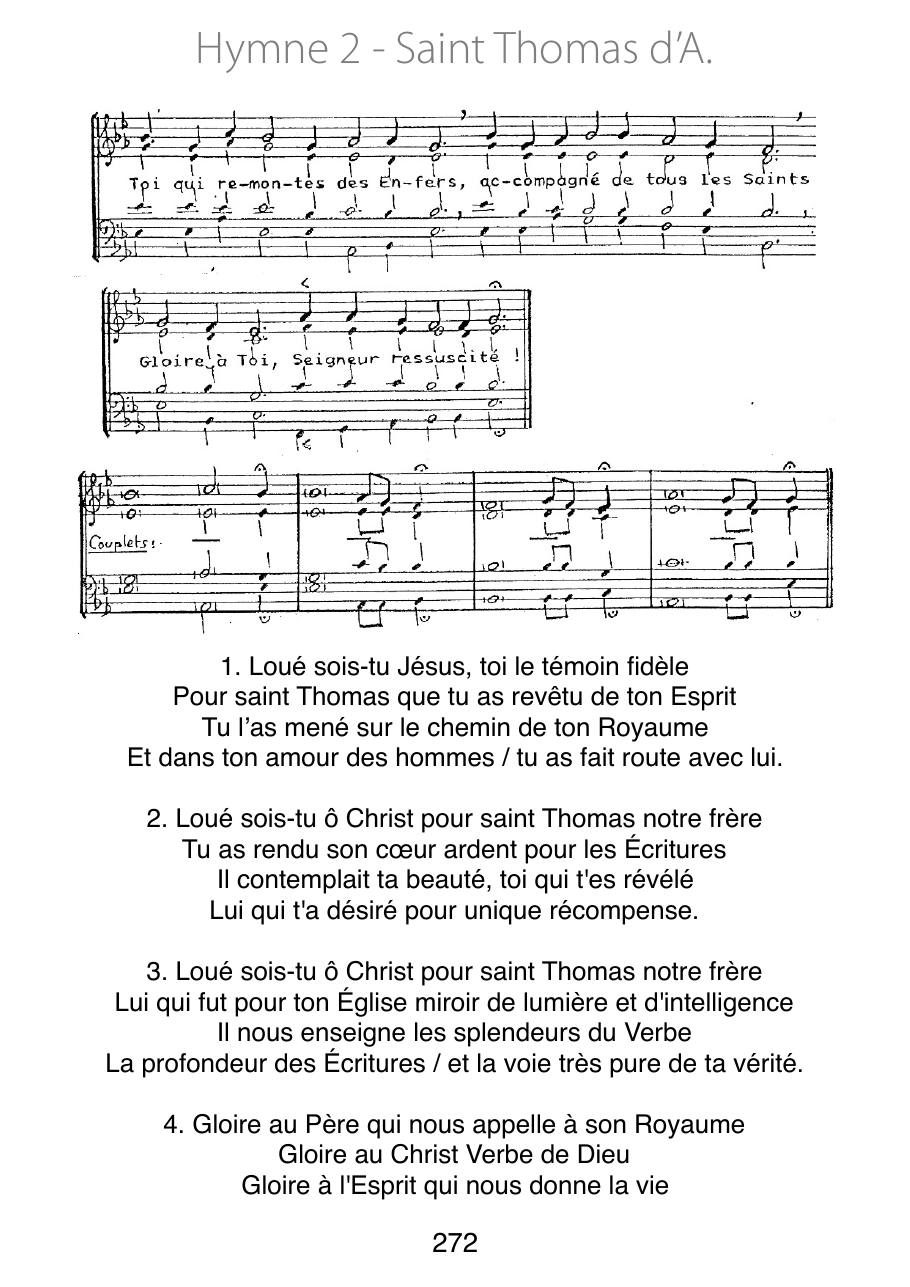 Hymne 2 - Saint Thomas d’A.
Toi qui re-mon-tes des En-fers, ac-compagné de tous les Saints
Gloire à Toi, Seigneur ressuscité !
Couplets:
1. Loué sois-tu Jésus, toi le témoin fidèle
Pour saint Thomas que tu as revêtu de ton Esprit
Tu l’as mené sur le chemin de ton Royaume
Et dans ton amour des hommes / tu as fait route avec lui.
2. Loué sois-tu ô Christ pour saint Thomas notre frère
Tu as rendu son cœur ardent pour les Écritures
Il contemplait ta beauté, toi qui t'es révélé
Lui qui t'a désiré pour unique récompense.
3. Loué sois-tu ô Christ pour saint Thomas notre frère
Lui qui fut pour ton Église miroir de lumière et d'intelligence
Il nous enseigne les splendeurs du Verbe
La profondeur des Écritures / et la voie très pure de ta vérité.
4. Gloire au Père qui nous appelle à son Royaume
Gloire au Christ Verbe de Dieu
Gloire à l'Esprit qui nous donne la vie
272